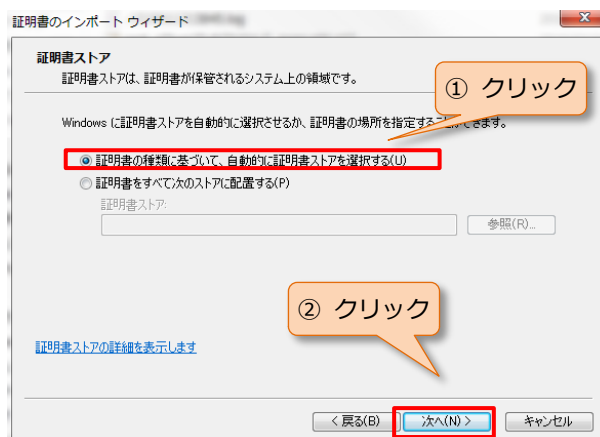 証明書のインポート ウィザード
証明書ストア
証明書ストアは、証明書が保管されるシステム上の領域です。
① クリック
Windows に証明書ストアを自動的に選択させるか、証明書の場所を指定することができます。
証明書の種類に基づいて、自動的に証明書ストアを選択する(U)
証明書をすべて次のストアに配置する(P)
証明書ストア:
参照(R)...
② クリック
証明書ストアの詳細を表示します
< 戻る(B)
次へ(N) >
キャンセル